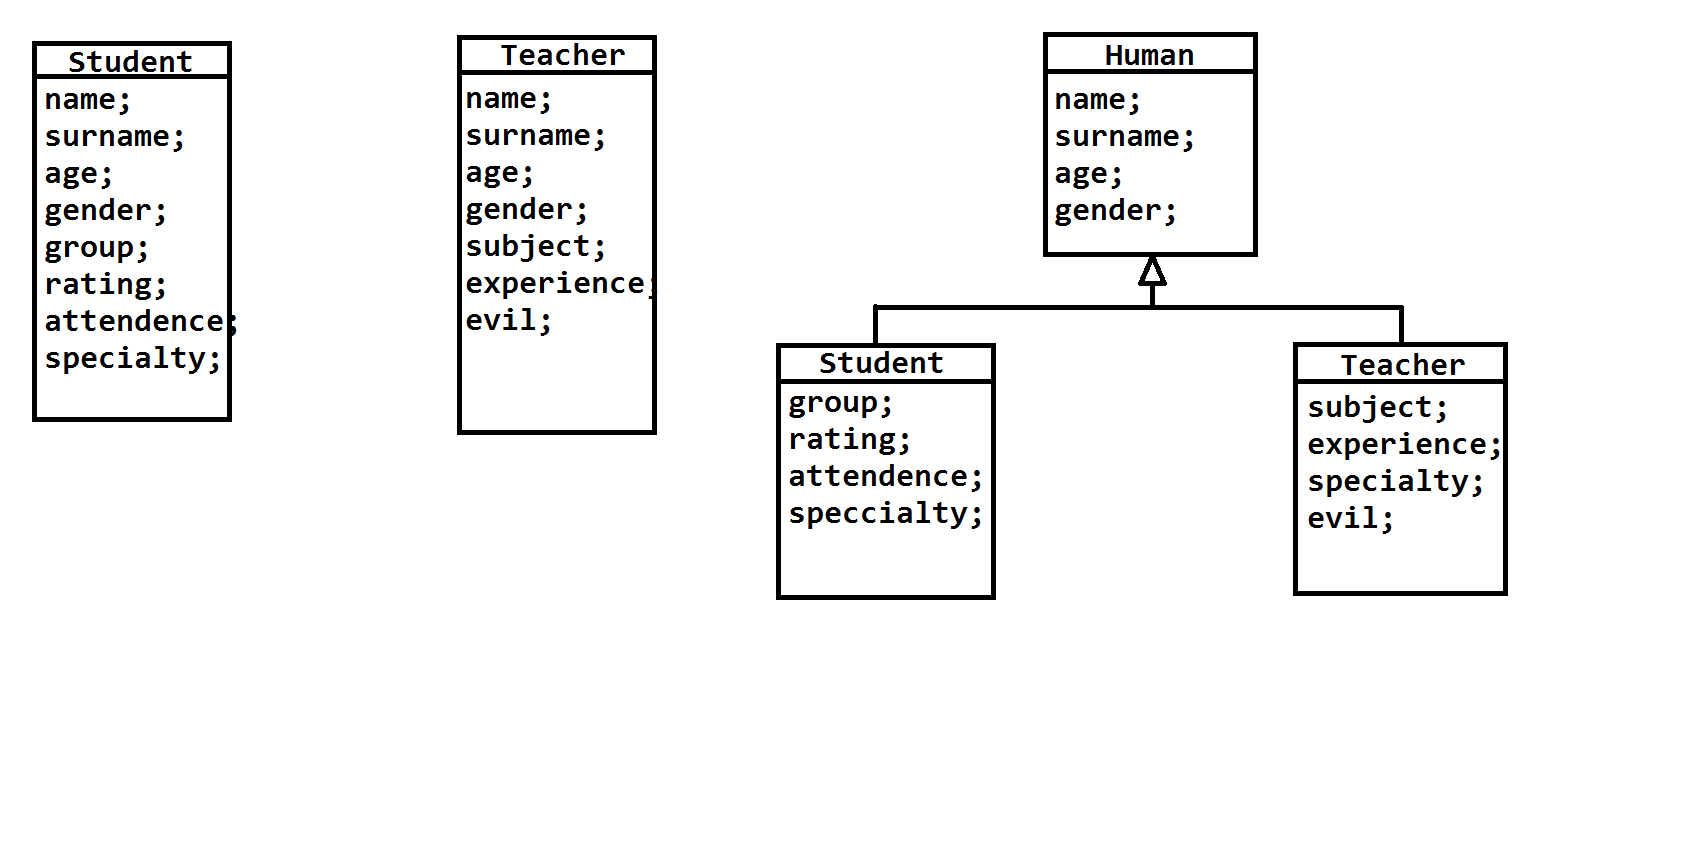 Student
name;
surname;
age;
gender;
group;
rating;
attendence;
specialty;
Teacher
name;
surname;
age;
gender;
subject;
experience;
evil;
Human
name;
surname;
age;
gender;
Student
group;
rating;
attendence;
speccialty;
Teacher
subject;
experience;
specialty;
evil;